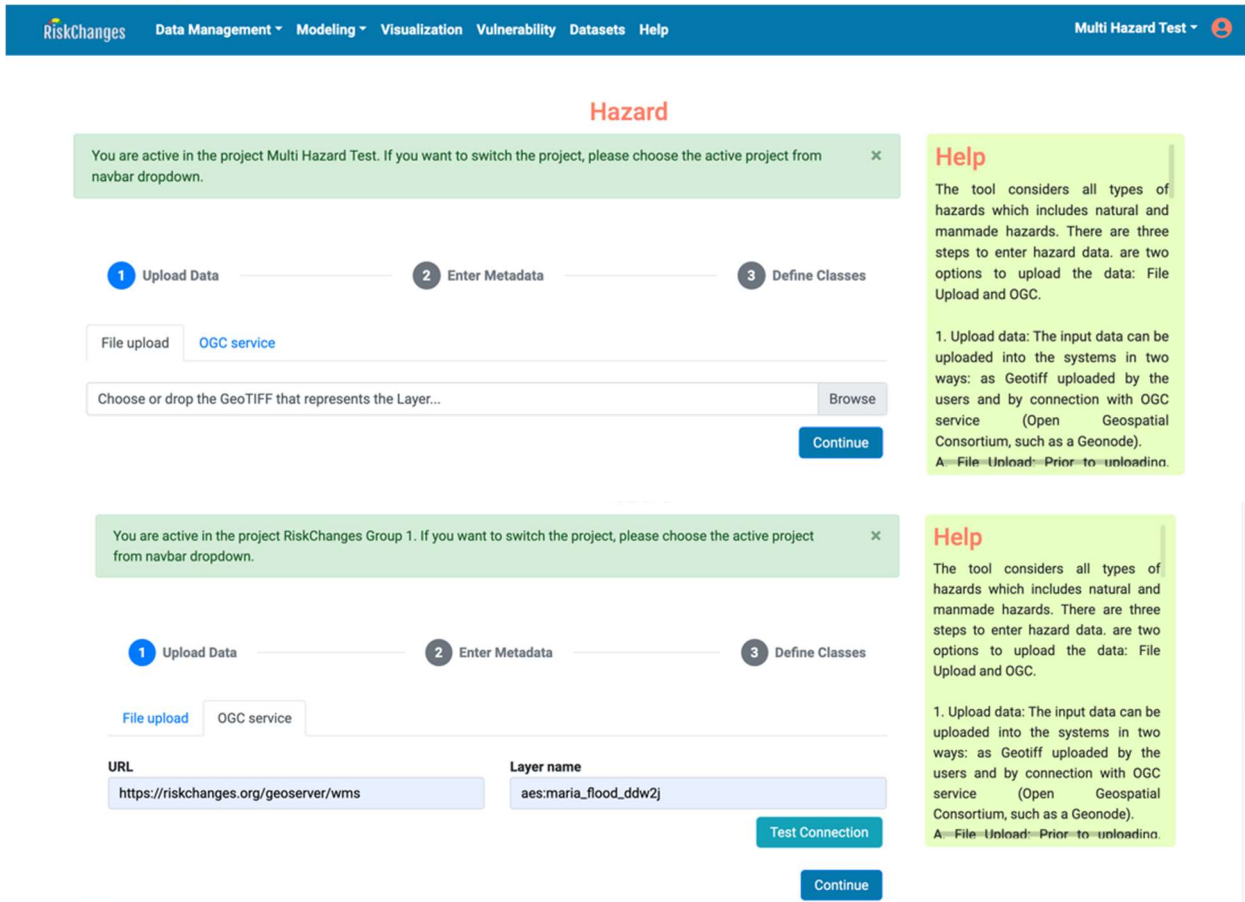 RiskChanges Data Management Modeling Visualization Vulnerability Datasets Help Multi Hazard Test
Hazard
You are active in the project Multi Hazard Test. If you want to switch the project, please choose the active project from
navbar dropdown.
×
1 Upload Data 2 Enter Metadata 3 Define Classes
File upload OGC service
Choose or drop the GeoTIFF that represents the Layer... Browse
Continue
Help
The tool considers all types of
hazards which includes natural and
manmade hazards. There are three
steps to enter hazard data. are two
options to upload the data: File
Upload and OGC.
1. Upload data: The input data can be
uploaded into the systems in two
ways: as Geotiff uploaded by the
users and by connection with OGC
service (Open Geospatial
Consortium, such as a Geonode).
A. File Upload: Prior to uploading.
You are active in the project RiskChanges Group 1. If you want to switch the project, please choose the active project
from navbar dropdown.
×
1 Upload Data 2 Enter Metadata 3 Define Classes
File upload OGC service
URL Layer name
https://riskchanges.org/geoserver/wms aes:maria_flood_ddw2j
Test Connection
Continue
Help
The tool considers all types of
hazards which includes natural and
manmade hazards. There are three
steps to enter hazard data. are two
options to upload the data: File
Upload and OGC.
1. Upload data: The input data can be
uploaded into the systems in two
ways: as Geotiff uploaded by the
users and by connection with OGC
service (Open Geospatial
Consortium, such as a Geonode).
A. File Upload: Prior to uploading.